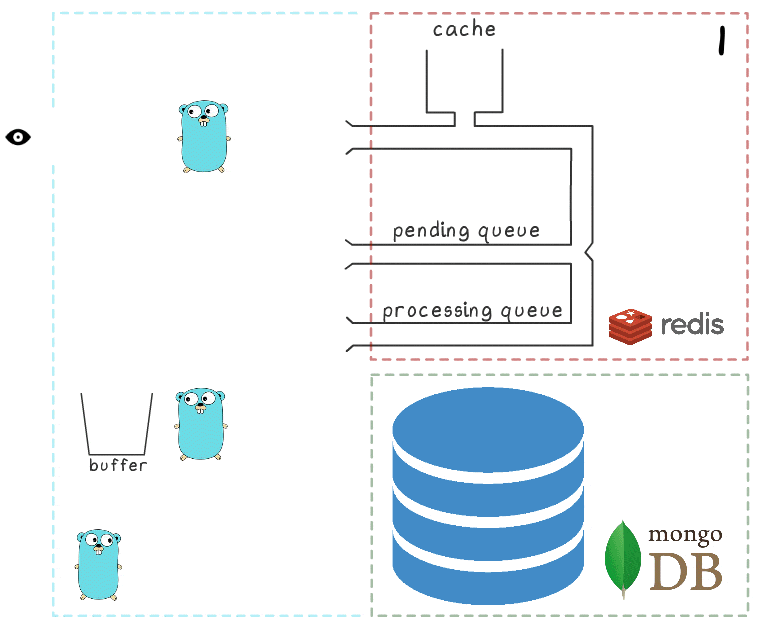 cache
1
pending queue
processing queue
redis
buffer
mongo
DB